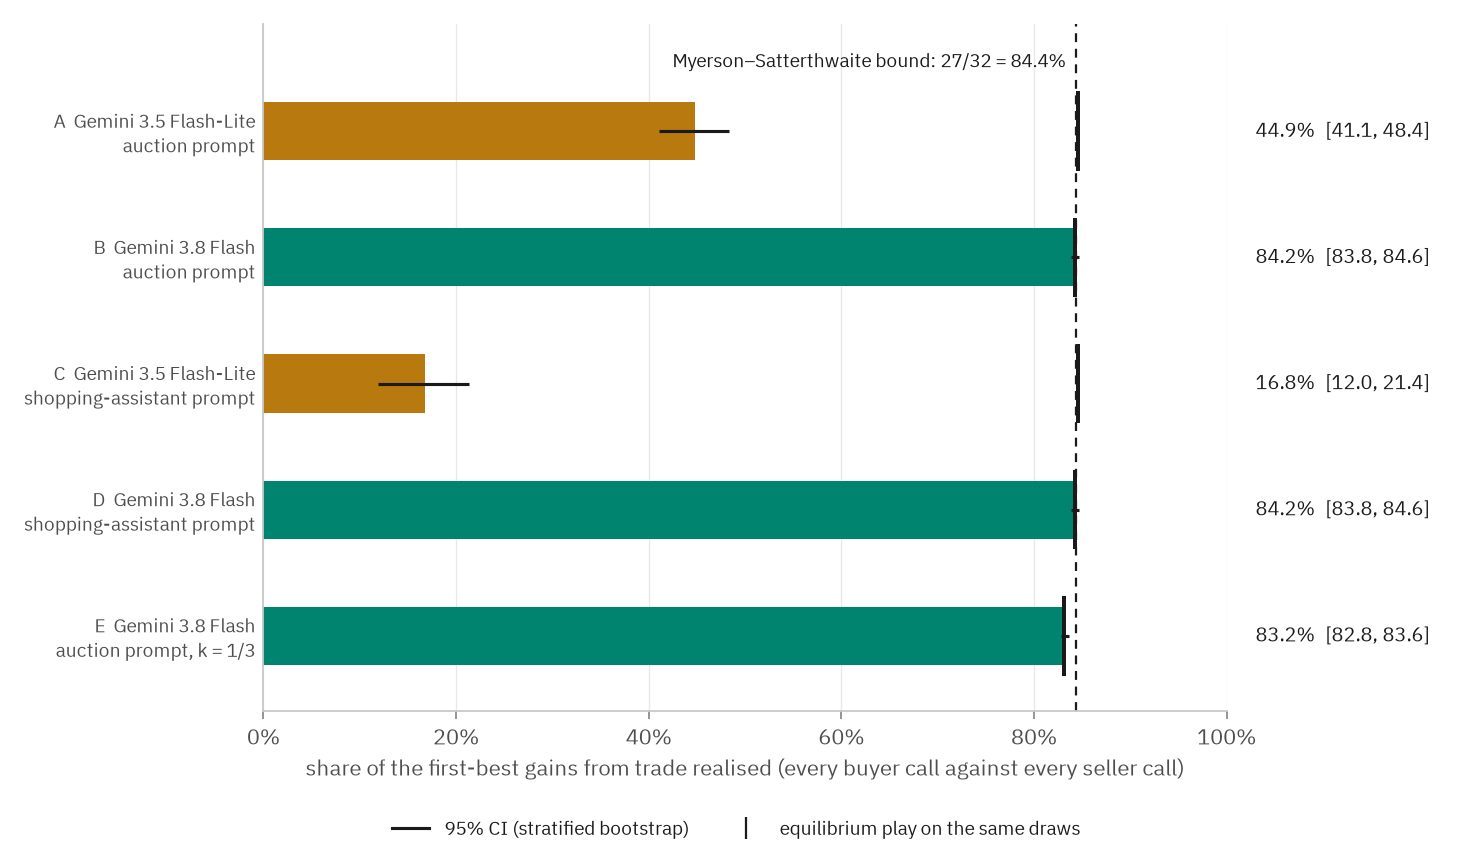 Myerson–Satterthwaite bound: 27/32 = 84.4%
A Gemini 3.5 Flash-Lite
auction prompt
44.9% [41.1, 48.4]
B Gemini 3.8 Flash
auction prompt
84.2% [83.8, 84.6]
C Gemini 3.5 Flash-Lite
shopping-assistant prompt
16.8% [12.0, 21.4]
D Gemini 3.8 Flash
shopping-assistant prompt
84.2% [83.8, 84.6]
E Gemini 3.8 Flash
auction prompt, k = 1/3
83.2% [82.8, 83.6]
0% 20% 40% 60% 80% 100%
share of the first-best gains from trade realised (every buyer call against every seller call)
95% CI (stratified bootstrap) equilibrium play on the same draws